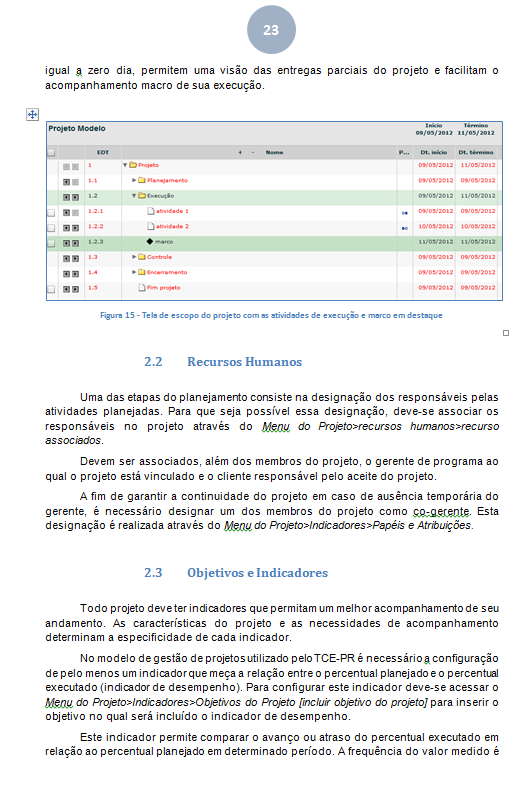 23
igual a zero dia, permitem uma visão das entregas parciais do projeto e facilitam o
acompanhamento macro de sua execução.
Projeto Modelo Início 09/05/2012 Término 11/05/2012
EDT + - Nome P... Dt. início Dt. término
1 Projeto 09/05/2012 11/05/2012
1.1 Planejamento 09/05/2012 09/05/2012
1.2 Execução 09/05/2012 11/05/2012
1.2.1 atividade 1 09/05/2012 09/05/2012
1.2.2 atividade 2 10/05/2012 10/05/2012
1.2.3 marco 11/05/2012 11/05/2012
1.3 Controle 09/05/2012 09/05/2012
1.4 Encerramento 09/05/2012 09/05/2012
1.5 Fim projeto 09/05/2012 09/05/2012
Figura 15 - Tela de escopo do projeto com as atividades de execução e marco em destaque
2.2 Recursos Humanos
Uma das etapas do planejamento consiste na designação dos responsáveis pelas
atividades planejadas. Para que seja possível essa designação, deve-se associar os
responsáveis no projeto através do Menu do Projeto>recursos humanos>recurso
associados.
Devem ser associados, além dos membros do projeto, o gerente de programa ao
qual o projeto está vinculado e o cliente responsável pelo aceite do projeto.
A fim de garantir a continuidade do projeto em caso de ausência temporária do
gerente, é necessário designar um dos membros do projeto como co-gerente. Esta
designação é realizada através do Menu do Projeto>Indicadores>Papéis e Atribuições.
2.3 Objetivos e Indicadores
Todo projeto deve ter indicadores que permitam um melhor acompanhamento de seu
andamento. As características do projeto e as necessidades de acompanhamento
determinam a especificidade de cada indicador.
No modelo de gestão de projetos utilizado pelo TCE-PR é necessário a configuração
de pelo menos um indicador que meça a relação entre o percentual planejado e o percentual
executado (indicador de desempenho). Para configurar este indicador deve-se acessar o
Menu do Projeto>Indicadores>Objetivos do Projeto [incluir objetivo do projeto] para inserir o
objetivo no qual será incluído o indicador de desempenho.
Este indicador permite comparar o avanço ou atraso do percentual executado em
relação ao percentual planejado em determinado período. A frequência do valor medido é